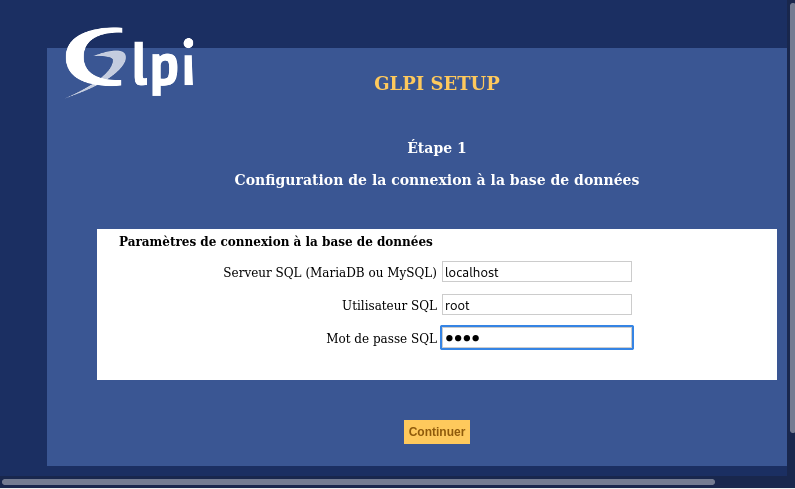 Glpi
GLPI SETUP
Étape 1
Configuration de la connexion à la base de données
Paramètres de connexion à la base de données
Serveur SQL (MariaDB ou MySQL) localhost
Utilisateur SQL root
Mot de passe SQL ●●●●
Continuer